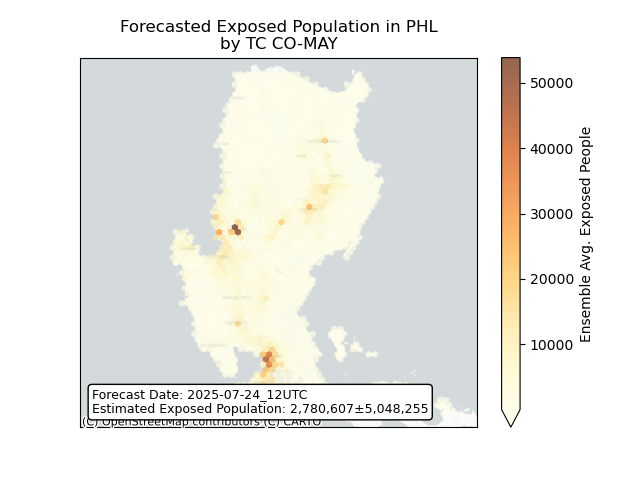 Forecasted Exposed Population in PHL
by TC CO-MAY
50000
40000
30000
20000
10000
Ensemble Avg. Exposed People
Forecast Date: 2025-07-24_12UTC
Estimated Exposed Population: 2,780,607±5,048,255
(C) OpenStreetMap contributors (C) CARTO